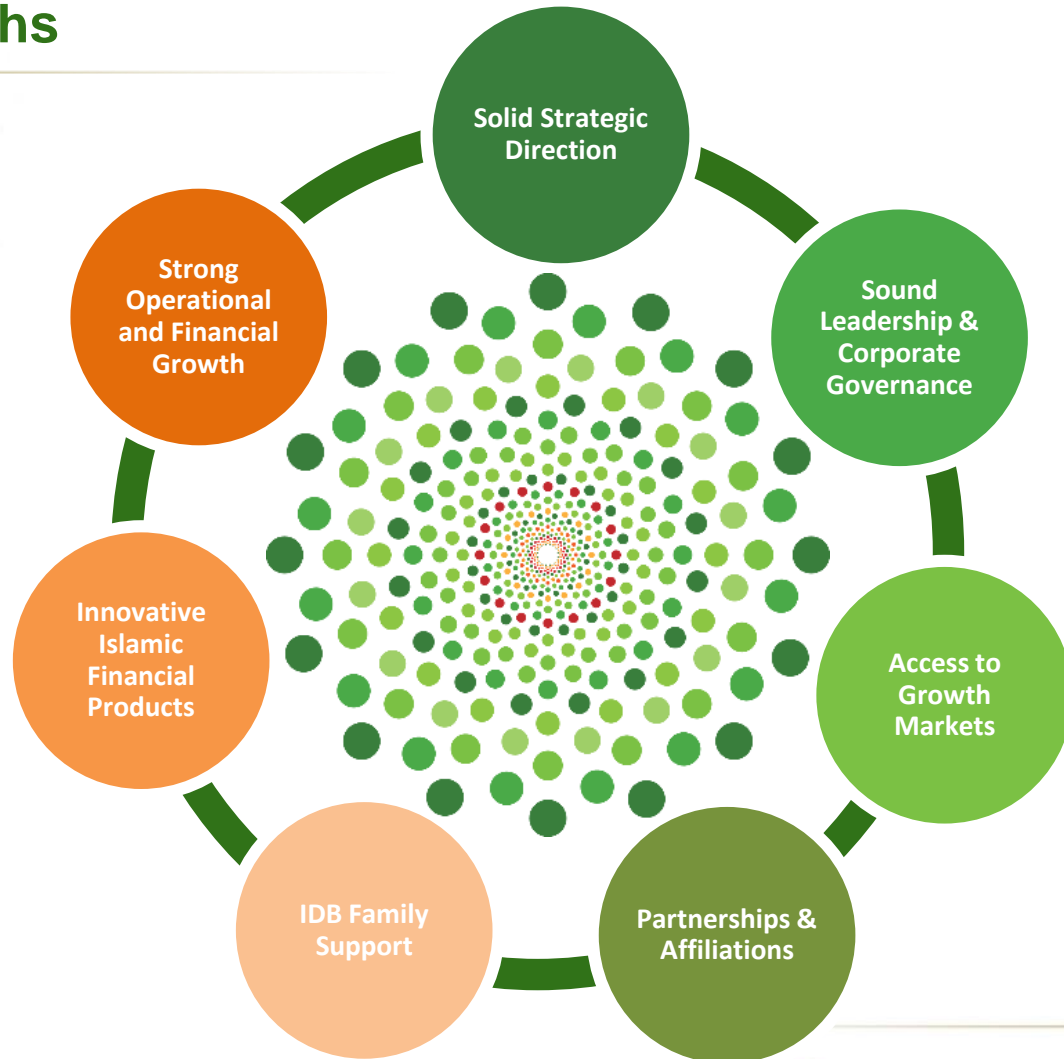 hs
Solid Strategic
Direction
Sound
Leadership &
Corporate
Governance
Access to
Growth
Markets
Partnerships &
Affiliations
IDB Family
Support
Innovative
Islamic
Financial
Products
Strong
Operational
and Financial
Growth